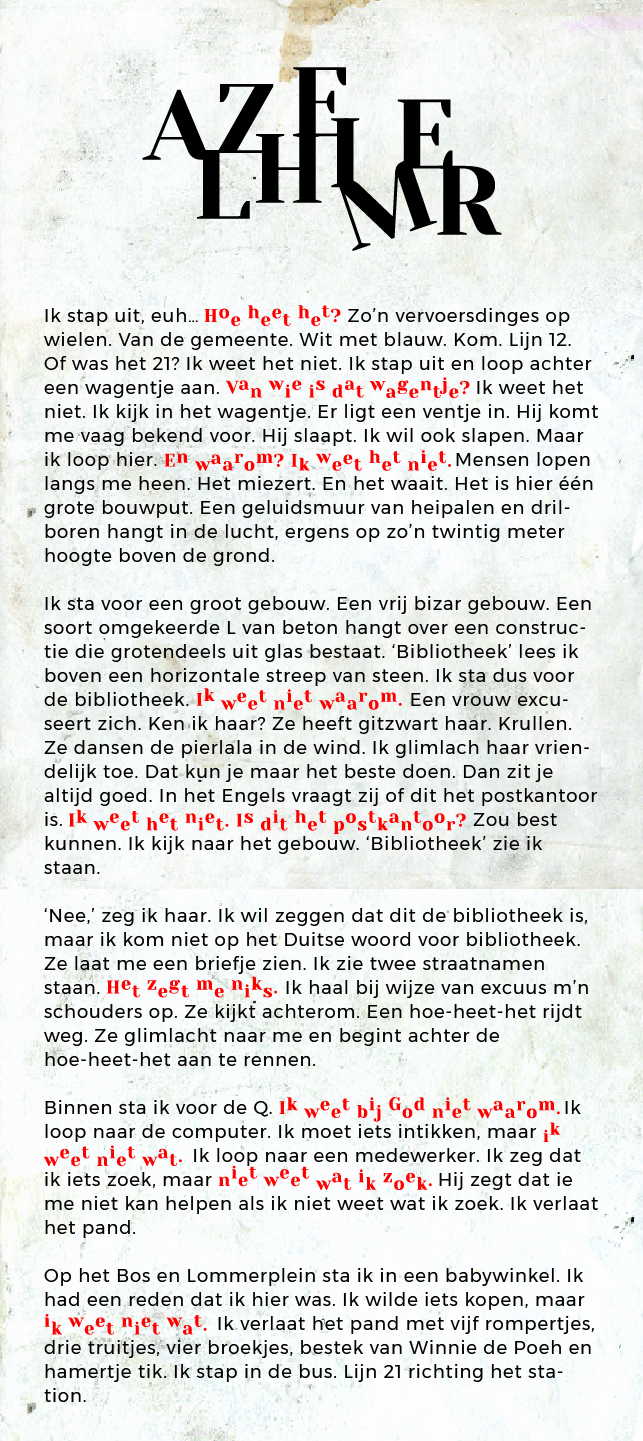 ALZHEIMER
Ik stap uit, euh... Hoe heet het? Zo’n vervoersdinges op
wielen. Van de gemeente. Wit met blauw. Kom. Lijn 12.
Of was het 21? Ik weet het niet. Ik stap uit en loop achter
een wagentje aan. Van wie is dat wagentje? Ik weet het
niet. Ik kijk in het wagentje. Er ligt een ventje in. Hij komt
me vaag bekend voor. Hij slaapt. Ik wil ook slapen. Maar
ik loop hier. En waarom? Ik weet het niet. Mensen lopen
langs me heen. Het miezert. En het waait. Het is hier één
grote bouwput. Een geluidsmuur van heipalen en dril-
boren hangt in de lucht, ergens op zo’n twintig meter
hoogte boven de grond.
Ik sta voor een groot gebouw. Een vrij bizar gebouw. Een
soort omgekeerde L van beton hangt over een construc-
tie die grotendeels uit glas bestaat. ‘Bibliotheek’ lees ik
boven een horizontale streep van steen. Ik sta dus voor
de bibliotheek. Ik weet niet waarom. Een vrouw excu-
seert zich. Ken ik haar? Ze heeft gitzwart haar. Krullen.
Ze dansen de pierlala in de wind. Ik glimlach haar vrien-
delijk toe. Dat kun je maar het beste doen. Dan zit je
altijd goed. In het Engels vraagt zij of dit het postkantoor
is. Ik weet het niet. Is dit het postkantoor? Zou best
kunnen. Ik kijk naar het gebouw. ‘Bibliotheek’ zie ik
staan.
‘Nee,’ zeg ik haar. Ik wil zeggen dat dit de bibliotheek is,
maar ik kom niet op het Duitse woord voor bibliotheek.
Ze laat me een briefje zien. Ik zie twee straatnamen
staan. Het zegt me niks. Ik haal bij wijze van excuus m’n
schouders op. Ze kijkt achterom. Een hoe-heet-het rijdt
weg. Ze glimlacht naar me en begint achter de
hoe-heet-het aan te rennen.
Binnen sta ik voor de Q. Ik weet bij God niet waarom. Ik
loop naar de computer. Ik moet iets intikken, maar ik
weet niet wat. Ik loop naar een medewerker. Ik zeg dat
ik iets zoek, maar niet weet wat ik zoek. Hij zegt dat ie
me niet kan helpen als ik niet weet wat ik zoek. Ik verlaat
het pand.
Op het Bos en Lommerplein sta ik in een babywinkel. Ik
had een reden dat ik hier was. Ik wilde iets kopen, maar
ik weet niet wat. Ik verlaat het pand met vijf rompertjes,
drie truitjes, vier broekjes, bestek van Winnie de Poeh en
hamertje tik. Ik stap in de bus. Lijn 21 richting het sta-
tion.